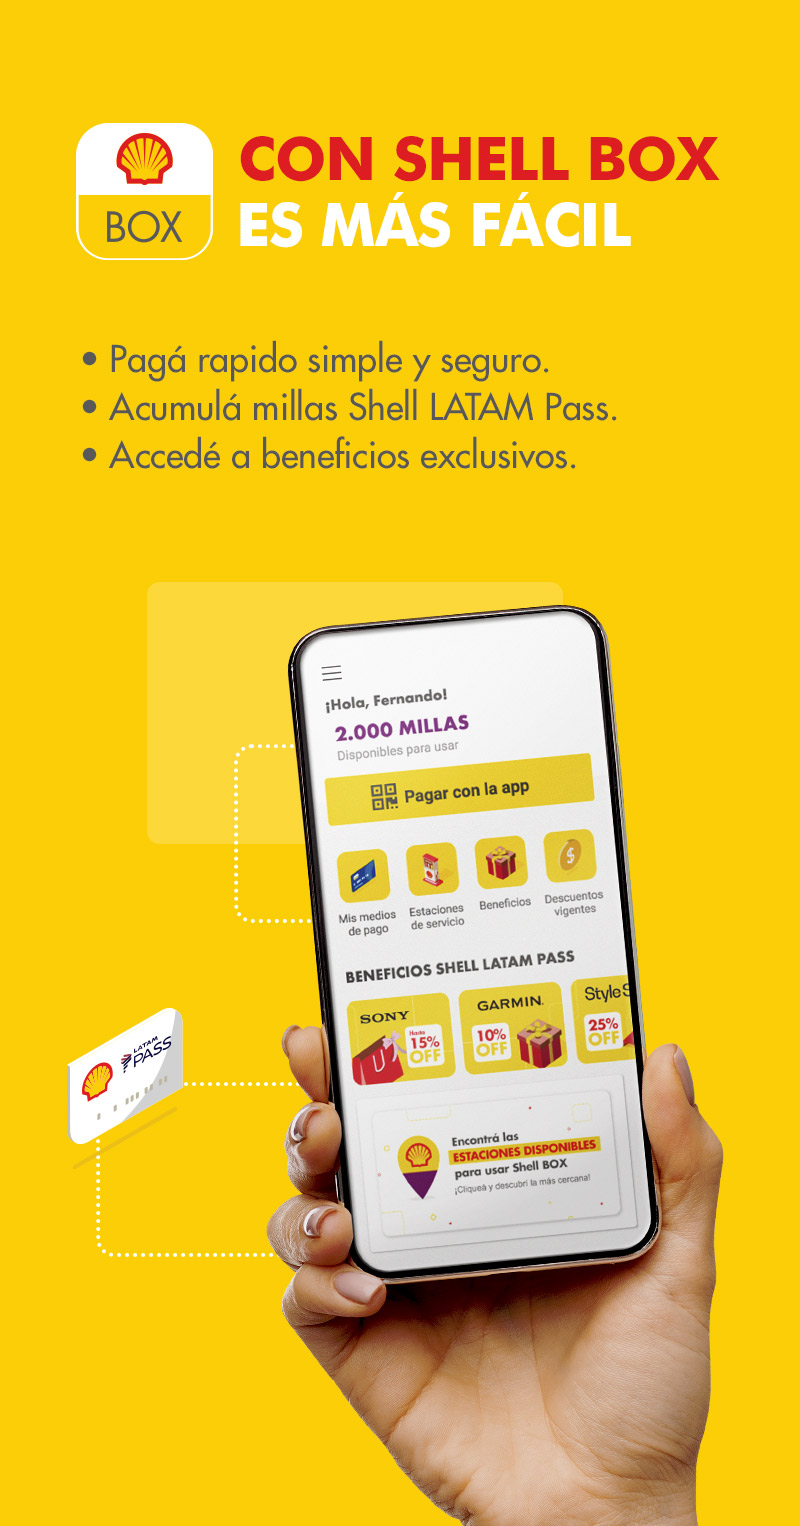 BOX
CON SHELL BOX
ES MÁS FÁCIL
• Pagá rapido simple y seguro.
• Acumulá millas Shell LATAM Pass.
• Accedé a beneficios exclusivos.
¡Hola, Fernando!
2.000 MILLAS
Disponibles para usar
Pagar con la app
Mis medios
de pago
Estaciones
de servicio
Beneficios
Descuentos
vigentes
BENEFICIOS SHELL LATAM PASS
SONY
Hasta
15%
OFF
GARMIN.
10%
OFF
StyleS
25%
OFF
LATAM
PASS
Encontrá las
ESTACIONES DISPONIBLES
para usar Shell BOX
¡Cliqueá y descubrí la más cercana!